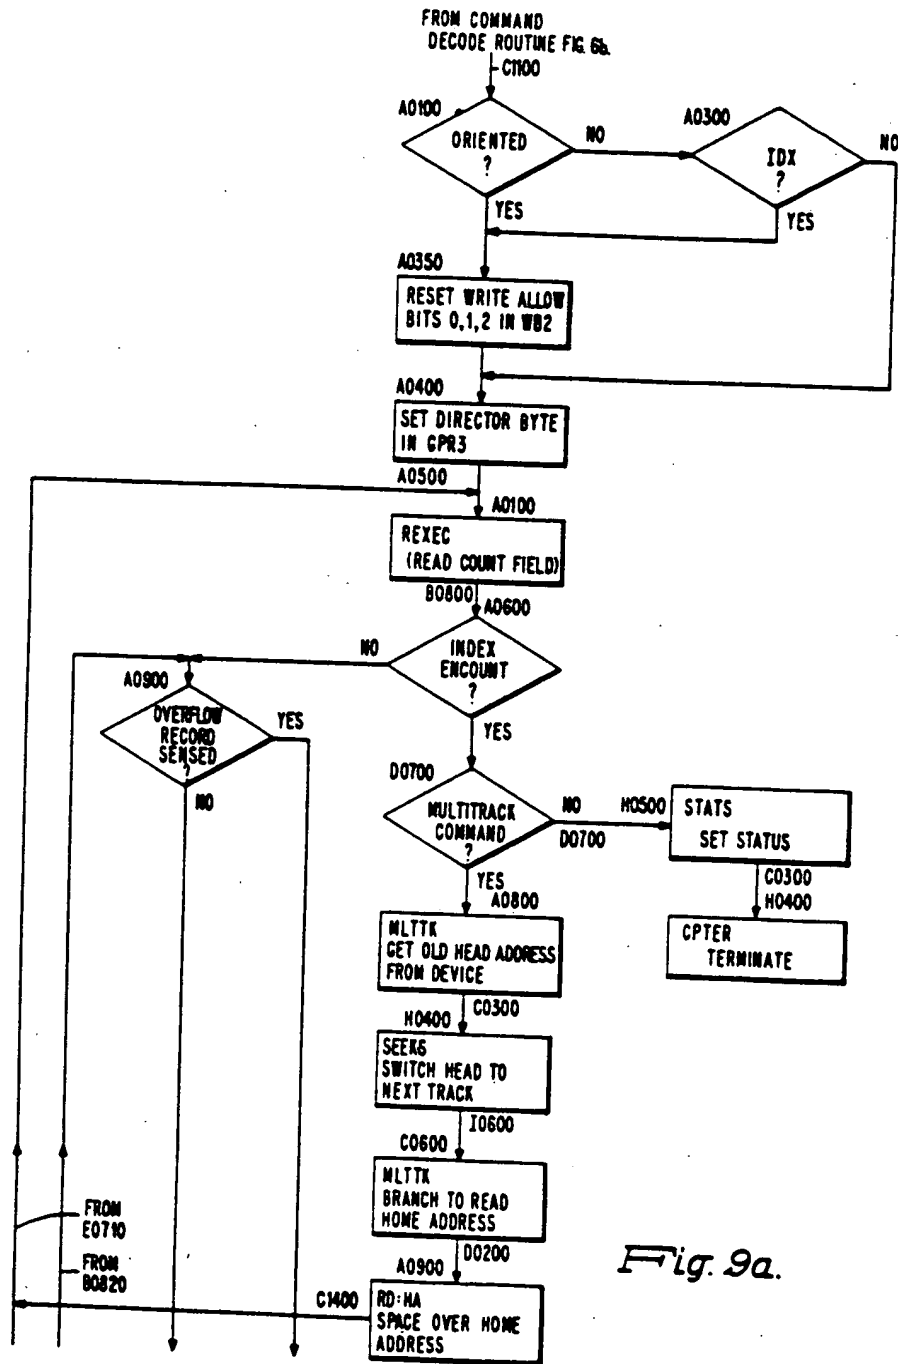 FROM COMMAND
DECODE ROUTINE FIG. 6b.
C1100
A0100
ORIENTED
?
NO
A0300
IDX
?
NO
YES
YES
A0350
RESET WRITE ALLOW
BITS 0,1,2 IN WB2
A0400
SET DIRECTOR BYTE
IN GPR3
A0500
A0100
REXEC
(READ COUNT FIELD)
B0800
A0600
INDEX
ENCOUNT
?
NO
YES
A0900
OVERFLOW
RECORD
SENSED
?
YES
NO
D0700
MULTITRACK
COMMAND
?
NO
D0700
H0500
STATS
SET STATUS
C0300
H0400
CPTER
TERMINATE
YES
A0800
MLTTK
GET OLD HEAD ADDRESS
FROM DEVICE
C0300
H0400
SEEKG
SWITCH HEAD TO
NEXT TRACK
I0600
C0600
MLTTK
BRANCH TO READ
HOME ADDRESS
D0200
A0900
RD:HA
SPACE OVER HOME
ADDRESS
C1400
FROM
E0710
FROM
B0820
Fig. 9a.